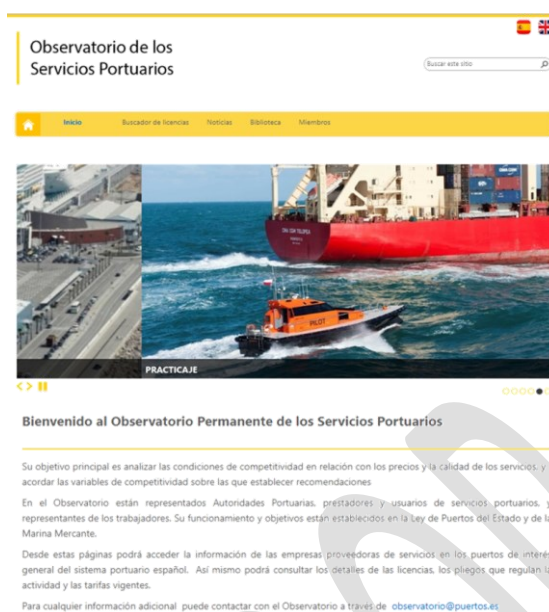 Observatorio de los
Servicios Portuarios
Buscar este sitio
Inicio Buscador de licencias Noticias Biblioteca Miembros
PILOT
PRACTICAJE
Bienvenido al Observatorio Permanente de los Servicios Portuarios
Su objetivo principal es analizar las condiciones de competitividad en relación con los precios y la calidad de los servicios, y
acordar las variables de competitividad sobre las que establecer recomendaciones
En el Observatorio están representados Autoridades Portuarias, prestadores y usuarios de servicios portuarios, y
representantes de los trabajadores. Su funcionamiento y objetivos están establecidos en la Ley de Puertos del Estado y de la
Marina Mercante.
Desde estas páginas podrá acceder la información de las empresas proveedoras de servicios en los puertos de interés
general del sistema portuario español. Así mismo podrá consultar los detalles de las licencias, los pliegos que regulan la
actividad y las tarifas vigentes.
Para cualquier información adicional puede contactar con el Observatorio a través de observatorio@puertos.es